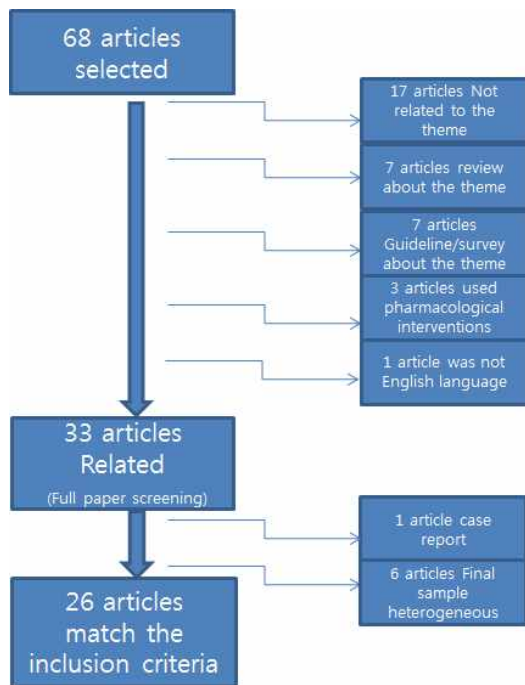 68 articles
selected
17 articles Not
related to the
theme
7 articles review
about the theme
7 articles
Guideline/survey
about the theme
3 articles used
pharmacological
interventions
1 article was not
English language
33 articles
Related
(Full paper screening)
1 article case
report
6 articles Final
sample
heterogeneous
26 articles
match the
inclusion criteria